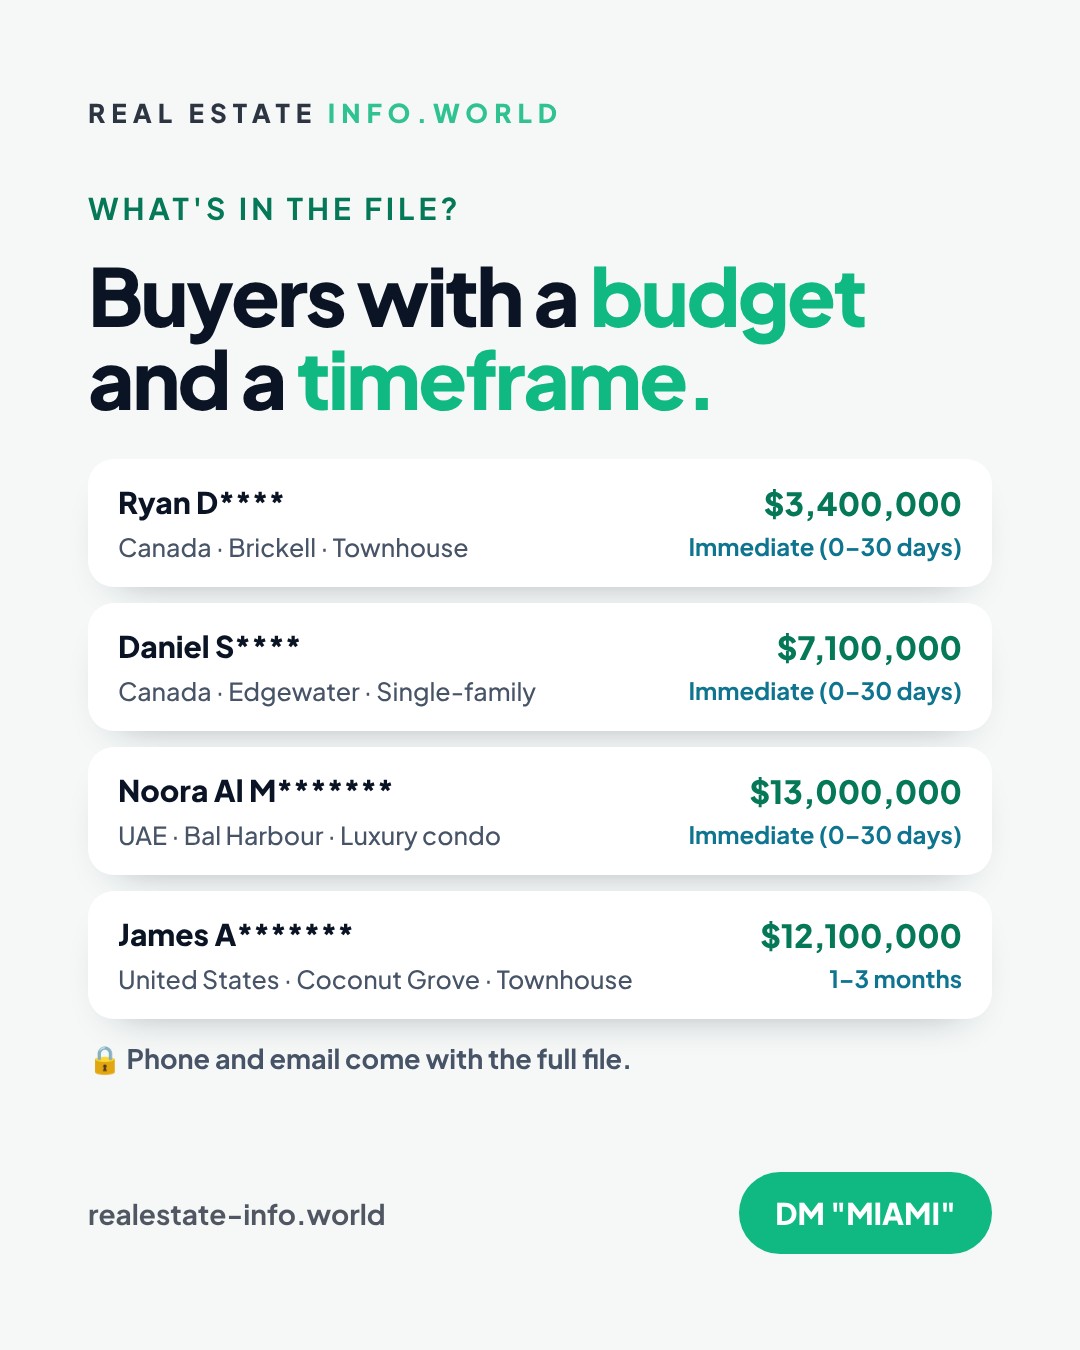 REAL ESTATE INFO.WORLD
WHAT'S IN THE FILE?
Buyers with a budget
and a timeframe.
Ryan D****
$3,400,000
Canada · Brickell · Townhouse
Immediate (0–30 days)
Daniel S****
$7,100,000
Canada · Edgewater · Single-family
Immediate (0–30 days)
Noora Al M*******
$13,000,000
UAE · Bal Harbour · Luxury condo
Immediate (0–30 days)
James A*******
$12,100,000
United States · Coconut Grove · Townhouse
1–3 months
🔒 Phone and email come with the full file.
realestate-info.world
DM "MIAMI"